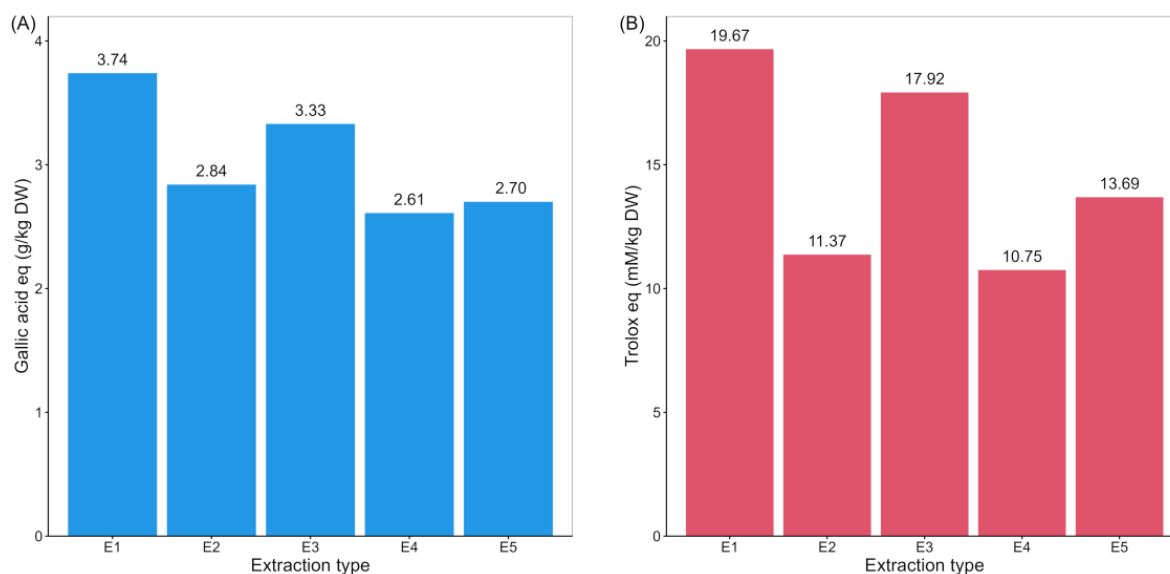 (A)
Gallic acid eq (g/kg DW)
4
3
2
1
0
3.74
2.84
3.33
2.61
2.70
E1 E2 E3 E4 E5
Extraction type
(B)
Trolox eq (mM/kg DW)
20
15
10
5
0
19.67
11.37
17.92
10.75
13.69
E1 E2 E3 E4 E5
Extraction type